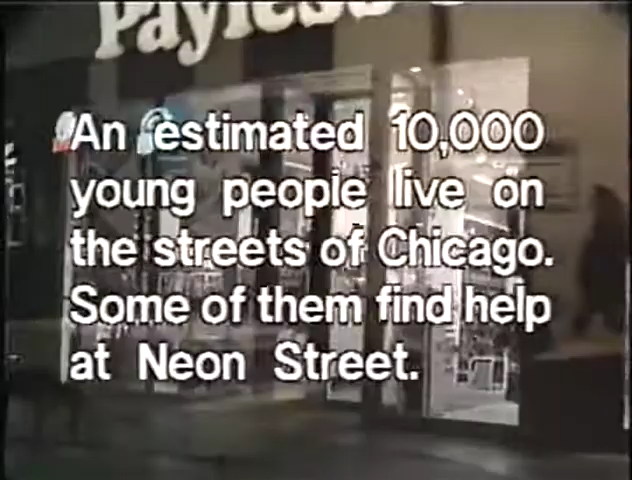 Payless
An estimated 10,000
young people live on
the streets of Chicago.
Some of them find help
at Neon Street.